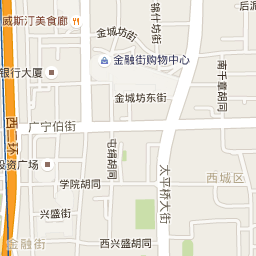 威斯汀美食廊
锦什坊街
后派
金城坊街
金融街购物中心
银行大厦
南千章胡同
金城坊东街
广宁伯街
西二环
屯绢胡同
投资广场
学院胡同
太平桥大街
西城区
兴盛街
金融街
西兴盛胡同